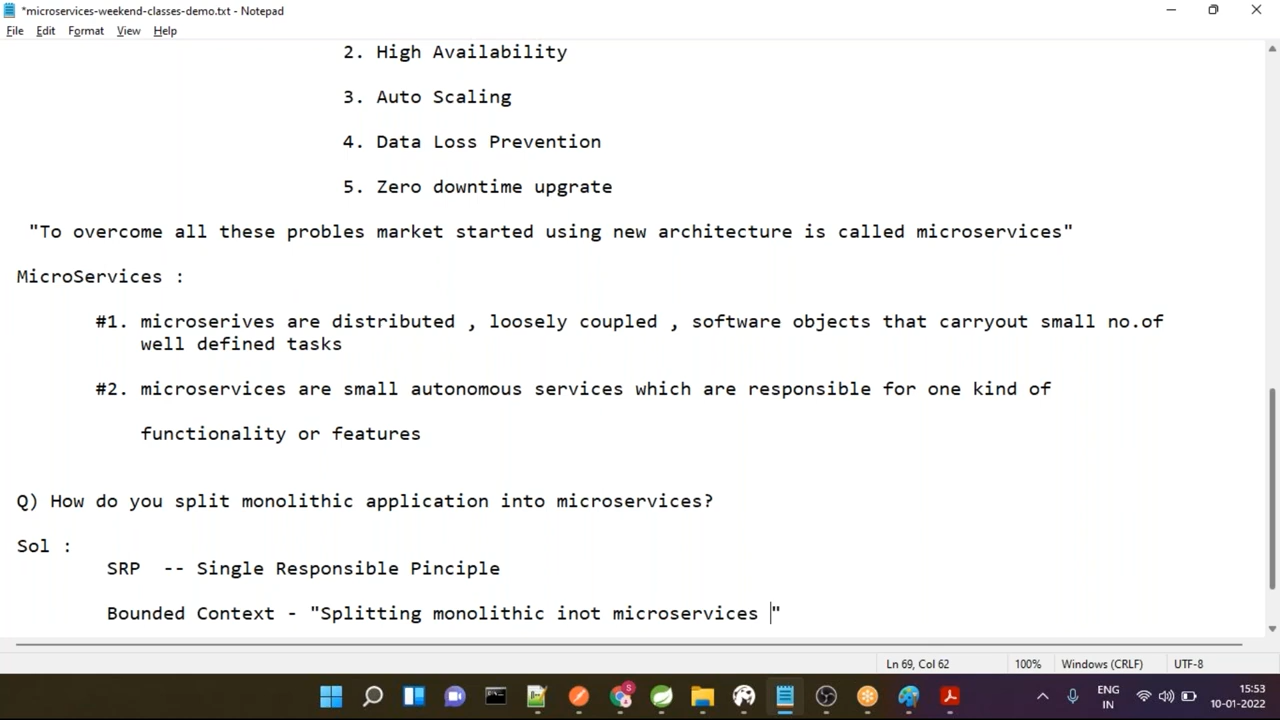 *microservices-weekend-classes-demo.txt - Notepad
File Edit Format View Help
2. High Availability
3. Auto Scaling
4. Data Loss Prevention
5. Zero downtime upgrate
"To overcome all these probles market started using new architecture is called microservices"
MicroServices :
#1. microserives are distributed , loosely coupled , software objects that carryout small no.of
well defined tasks
#2. microservices are small autonomous services which are responsible for one kind of
functionality or features
Q) How do you split monolithic application into microservices?
Sol :
SRP -- Single Responsible Pinciple
Bounded Context - "Splitting monolithic inot microservices "
Ln 69, Col 62 100% Windows (CRLF) UTF-8
ENG 15:53
IN 10-01-2022